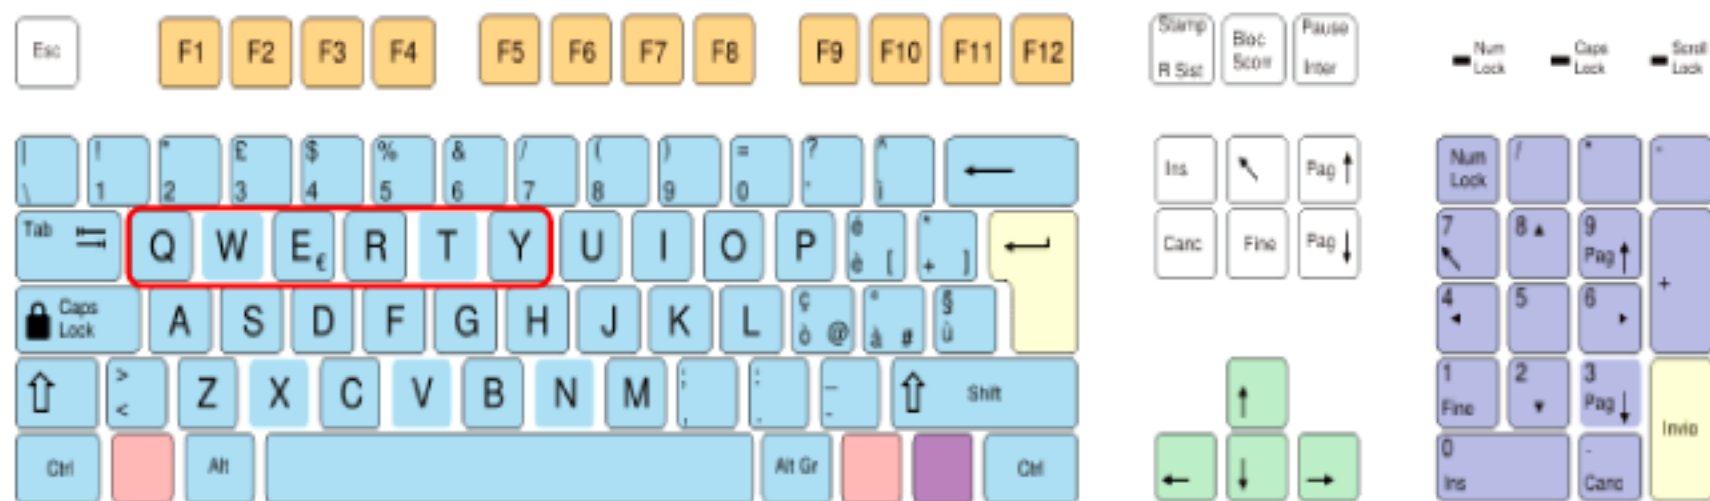 Esc F1 F2 F3 F4 F5 F6 F7 F8 F9 F10 F11 F12 Stamp R Sist Bloc Scorr Pause Inter Num Lock Caps Lock Scroll Lock
| \ ! 1 " 2 £ 3 $ 4 % 5 & 6 / 7 ( 8 ) 9 = 0 ? ' ^ ì ← Ins ↖ Pag ↑ Num Lock / * -
Tab Q W E € R T Y U I O P é è [ * + ] Canc Fine Pag ↓ 7 ↖ 8 ▲ 9 Pag ↑ +
Caps Lock A S D F G H J K L ç ò @ ° à # § ù 4 ◄ 5 6 ►
⇧ > < Z X C V B N M ; , : . _ - ⇧ Shift ↑ 1 Fine 2 ▼ 3 Pag ↓ Invio
Ctrl Alt Alt Gr Ctrl ← ↓ → 0 Ins . Canc